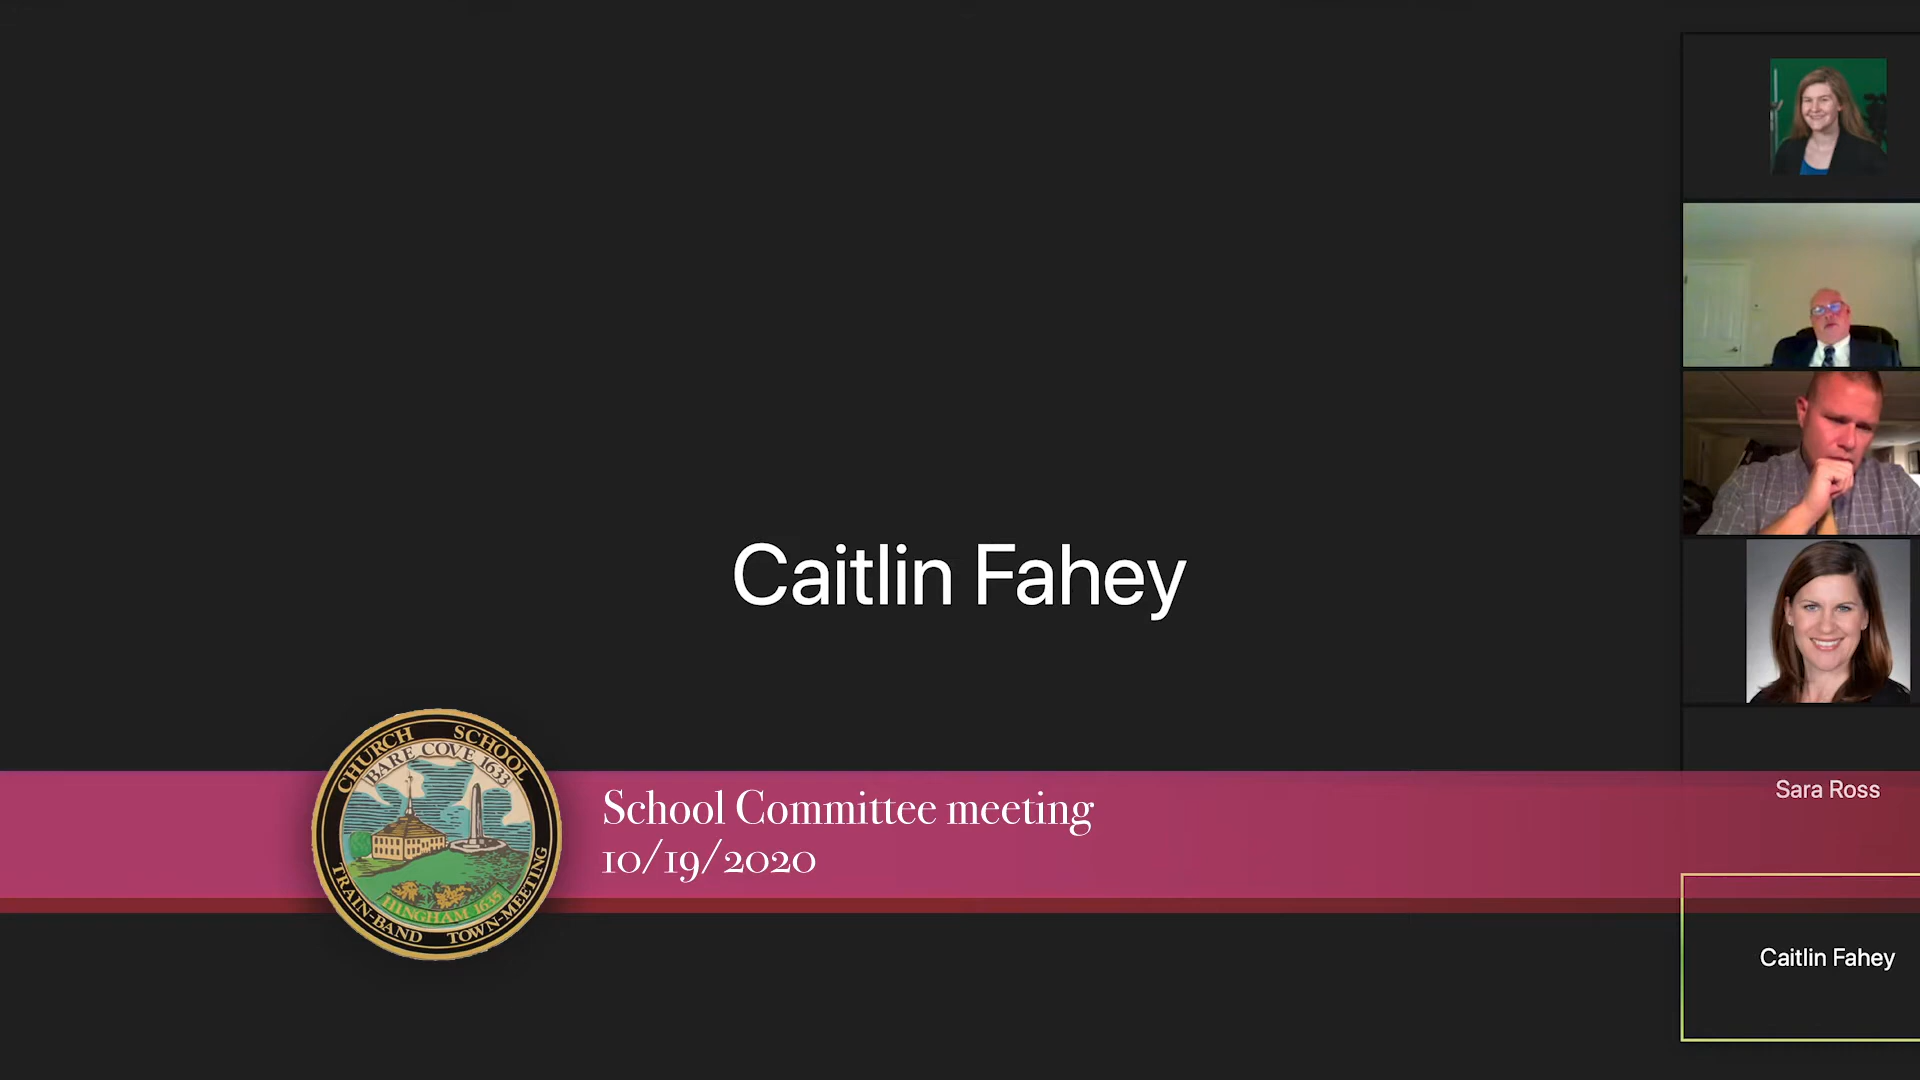 Caitlin Fahey
CHURCH SCHOOL
BARE COVE 1633
HINGHAM 1635
TRAIN-BAND TOWN-MEETING
School Committee meeting
10/19/2020
Sara Ross
Caitlin Fahey